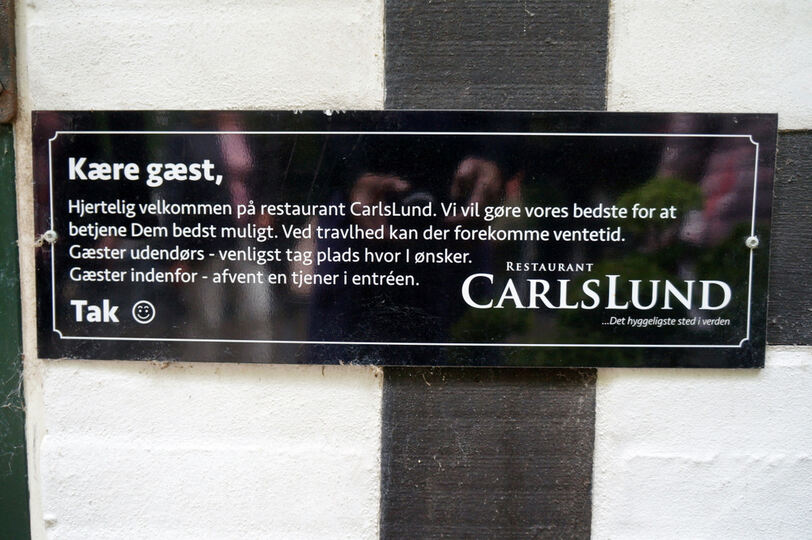 Kære gæst,
Hjertelig velkommen på restaurant CarlsLund. Vi vil gøre vores bedste for at
betjene Dem bedst muligt. Ved travlhed kan der forekomme ventetid.
Gæster udendørs - venligst tag plads hvor I ønsker.
Gæster indenfor - afvent en tjener i entréen.
Tak ☺
RESTAURANT
CARLSLUND
...Det hyggeligste sted i verden